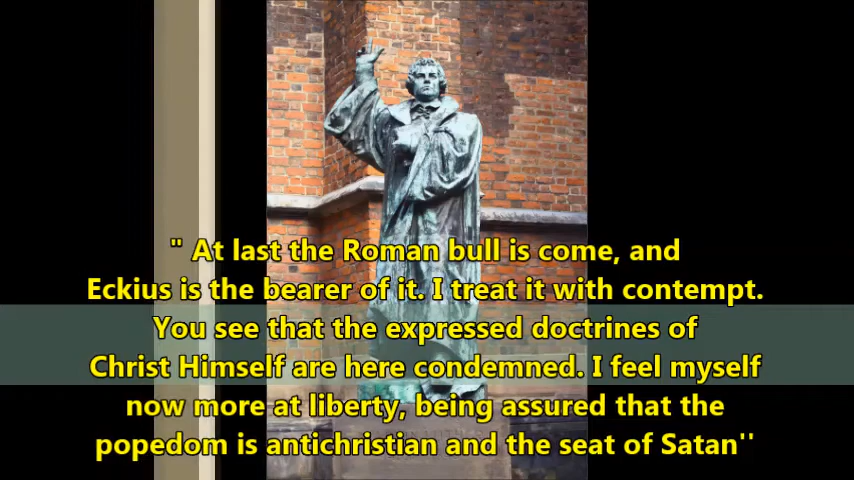 " At last the Roman bull is come, and
Eckius is the bearer of it. I treat it with contempt.
You see that the expressed doctrines of
Christ Himself are here condemned. I feel myself
now more at liberty, being assured that the
popedom is antichristian and the seat of Satan''